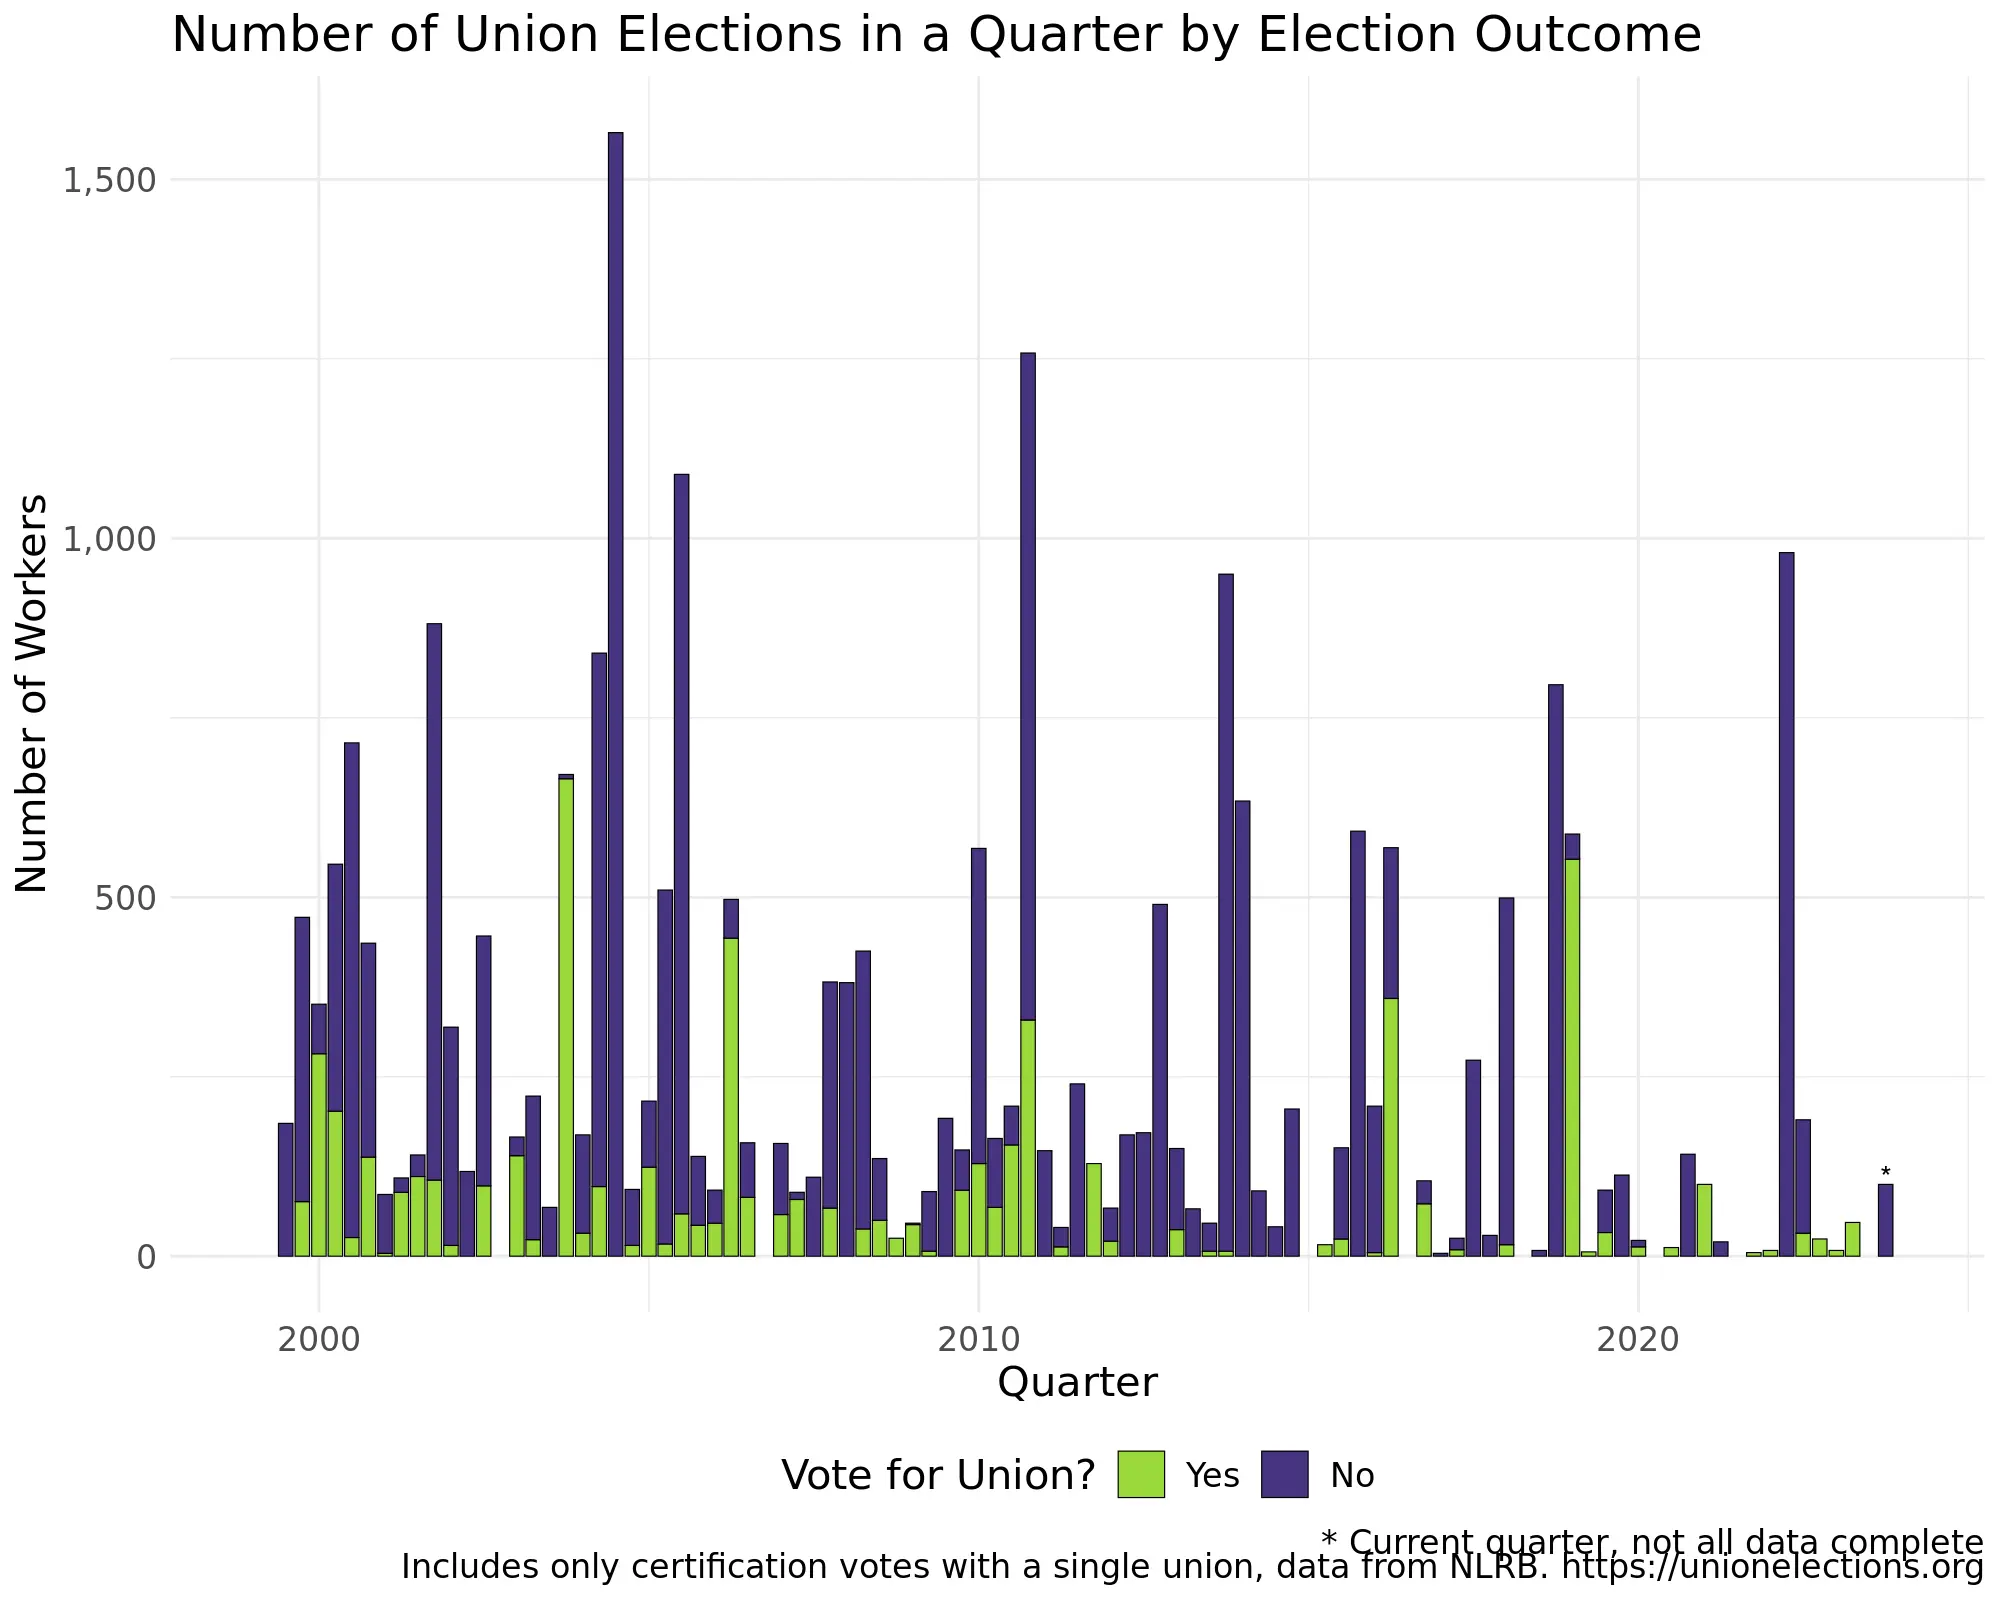 Number of Union Elections in a Quarter by Election Outcome
Number of Workers
1,500
1,000
500
0
*
2000
2010
2020
Quarter
Vote for Union?
Yes
No
* Current quarter, not all data complete
Includes only certification votes with a single union, data from NLRB. https://unionelections.org